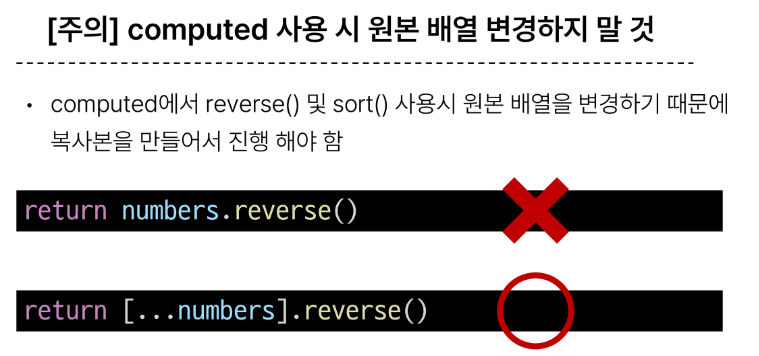 [주의] computed 사용 시 원본 배열 변경하지 말 것
• computed에서 reverse() 및 sort() 사용시 원본 배열을 변경하기 때문에
복사본을 만들어서 진행 해야 함
return numbers.reverse()
return [...numbers].reverse()